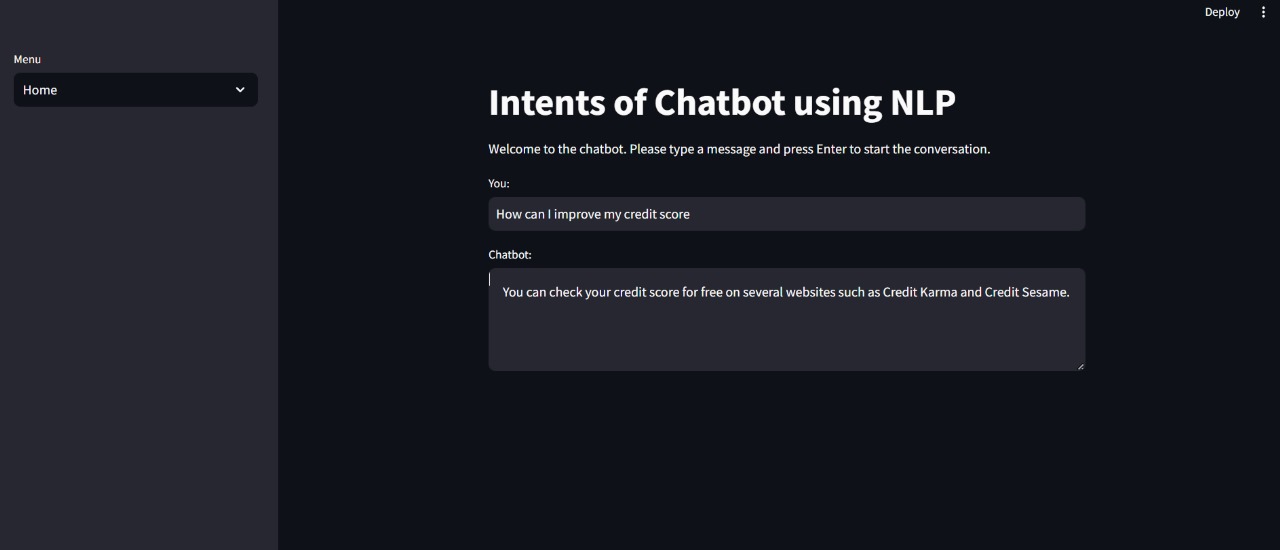 Deploy
Menu
Home
Intents of Chatbot using NLP
Welcome to the chatbot. Please type a message and press Enter to start the conversation.
You:
How can I improve my credit score
Chatbot:
You can check your credit score for free on several websites such as Credit Karma and Credit Sesame.